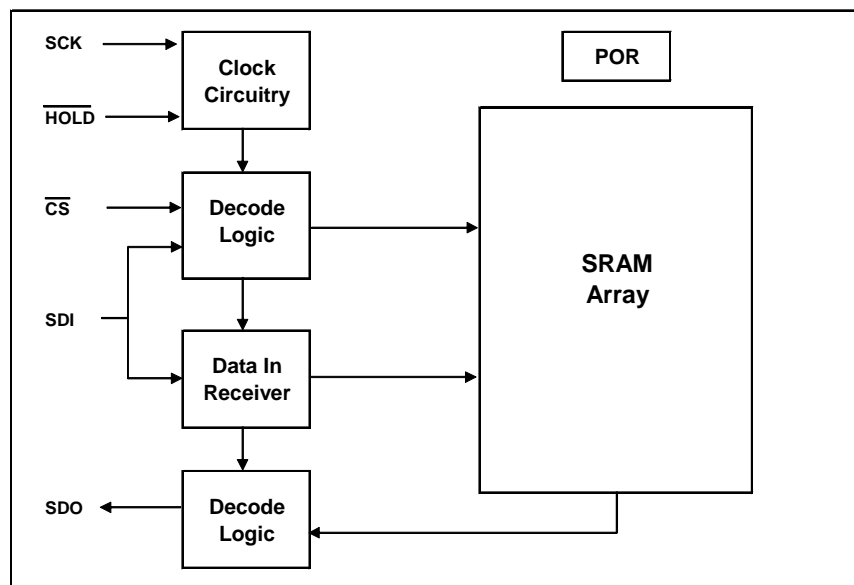 SCK
Clock
Circuitry
POR
HOLD
CS
Decode
Logic
SRAM
Array
SDI
Data In
Receiver
SDO
Decode
Logic